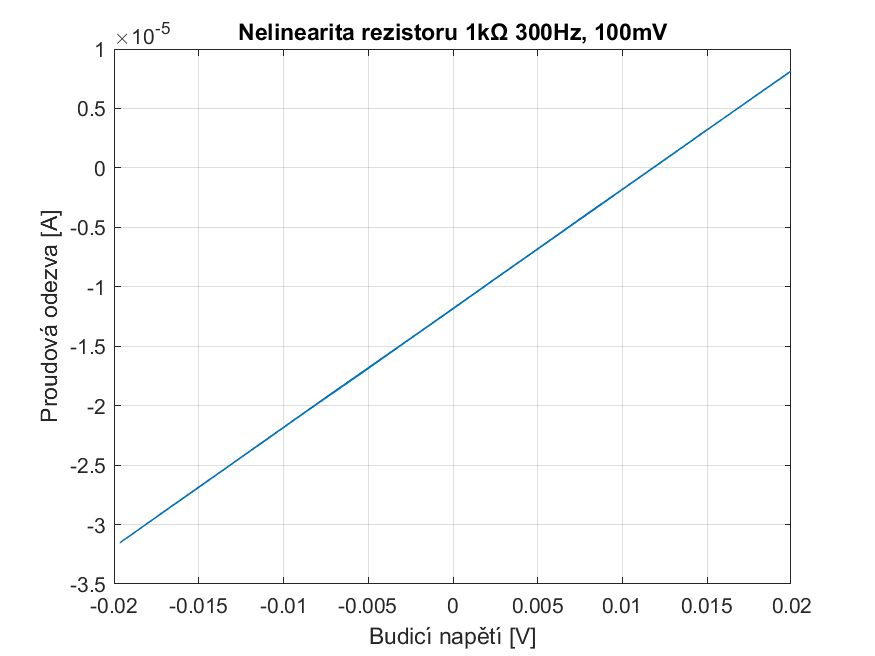 Nelinearita rezistoru 1kΩ 300Hz, 100mV
×10-5
1
0.5
0
-0.5
-1
-1.5
-2
-2.5
-3
-3.5
-0.02 -0.015 -0.01 -0.005 0 0.005 0.01 0.015 0.02
Proudová odezva [A]
Budicí napětí [V]